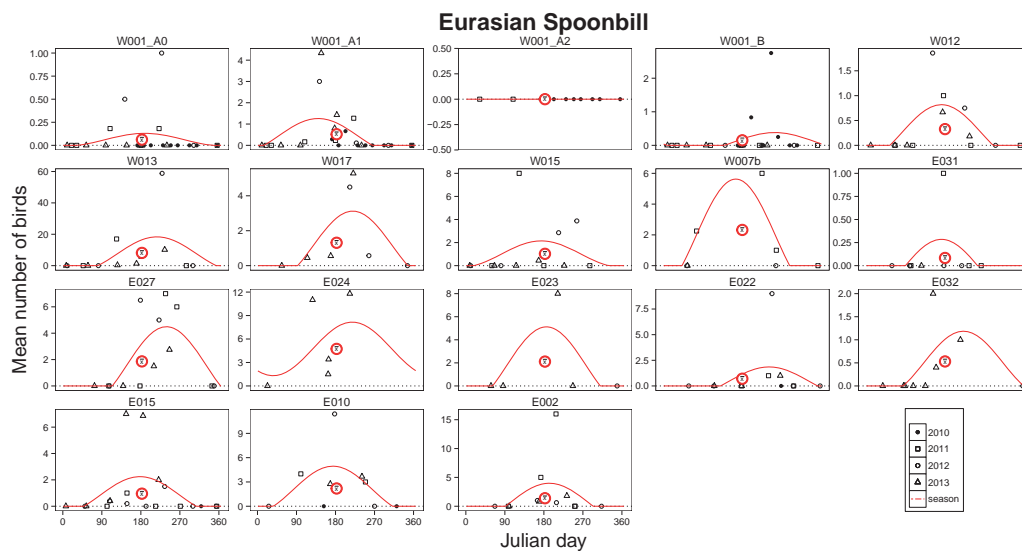 Eurasian Spoonbill
W001_A0 W001_A1 W001_A2 W001_B W012
1.00 0.75 0.50 0.25 0.00
4 3 2 1 0
0.50 0.25 0.00 −0.25 −0.50
2 1 0
1.5 1.0 0.5 0.0
W013 W017 W015 W007b E031
60 40 20 0
4 2 0
8 6 4 2 0
6 4 2 0
1.00 0.75 0.50 0.25 0.00
Mean number of birds
E027 E024 E023 E022 E032
6 4 2 0
12 9 6 3 0
8 6 4 2 0
7.5 5.0 2.5 0.0
2.0 1.5 1.0 0.5 0.0
E015 E010 E002
6 4 2 0
9 6 3 0
15 10 5 0
2010
2011
2012
2013
season
0 90 180 270 360 0 90 180 270 360 0 90 180 270 360
Julian day